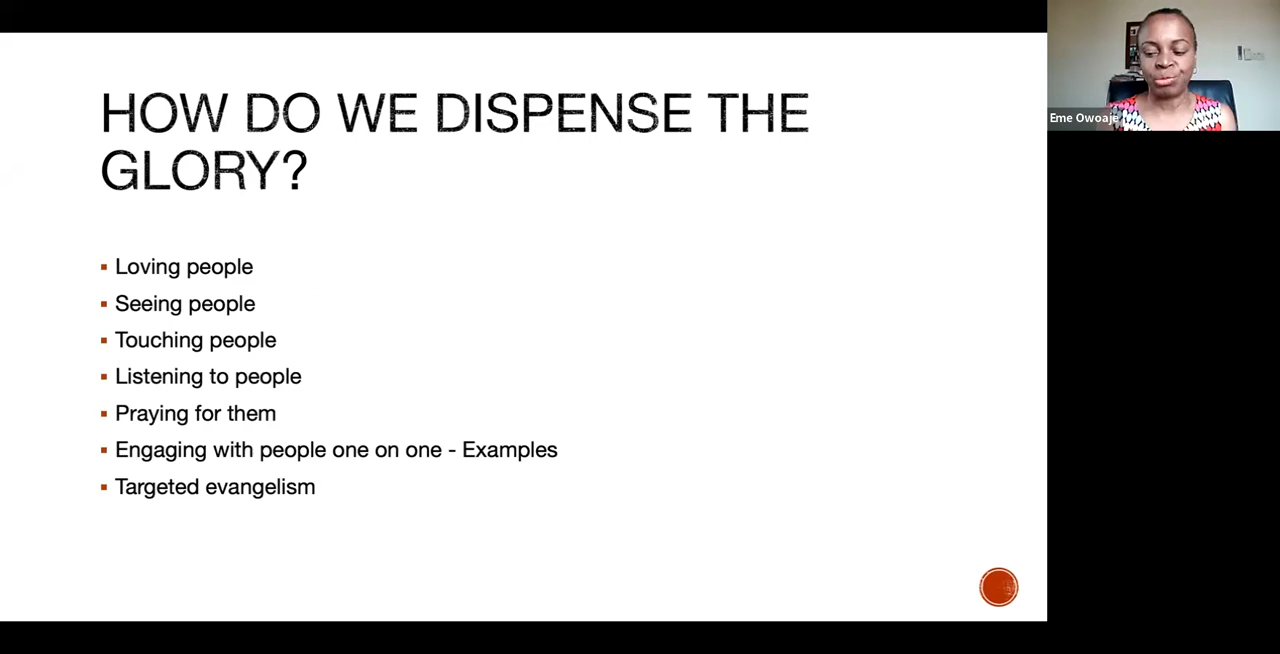 HOW DO WE DISPENSE THE
GLORY?
Eme Owoaje
▪ Loving people
▪ Seeing people
▪ Touching people
▪ Listening to people
▪ Praying for them
▪ Engaging with people one on one - Examples
▪ Targeted evangelism